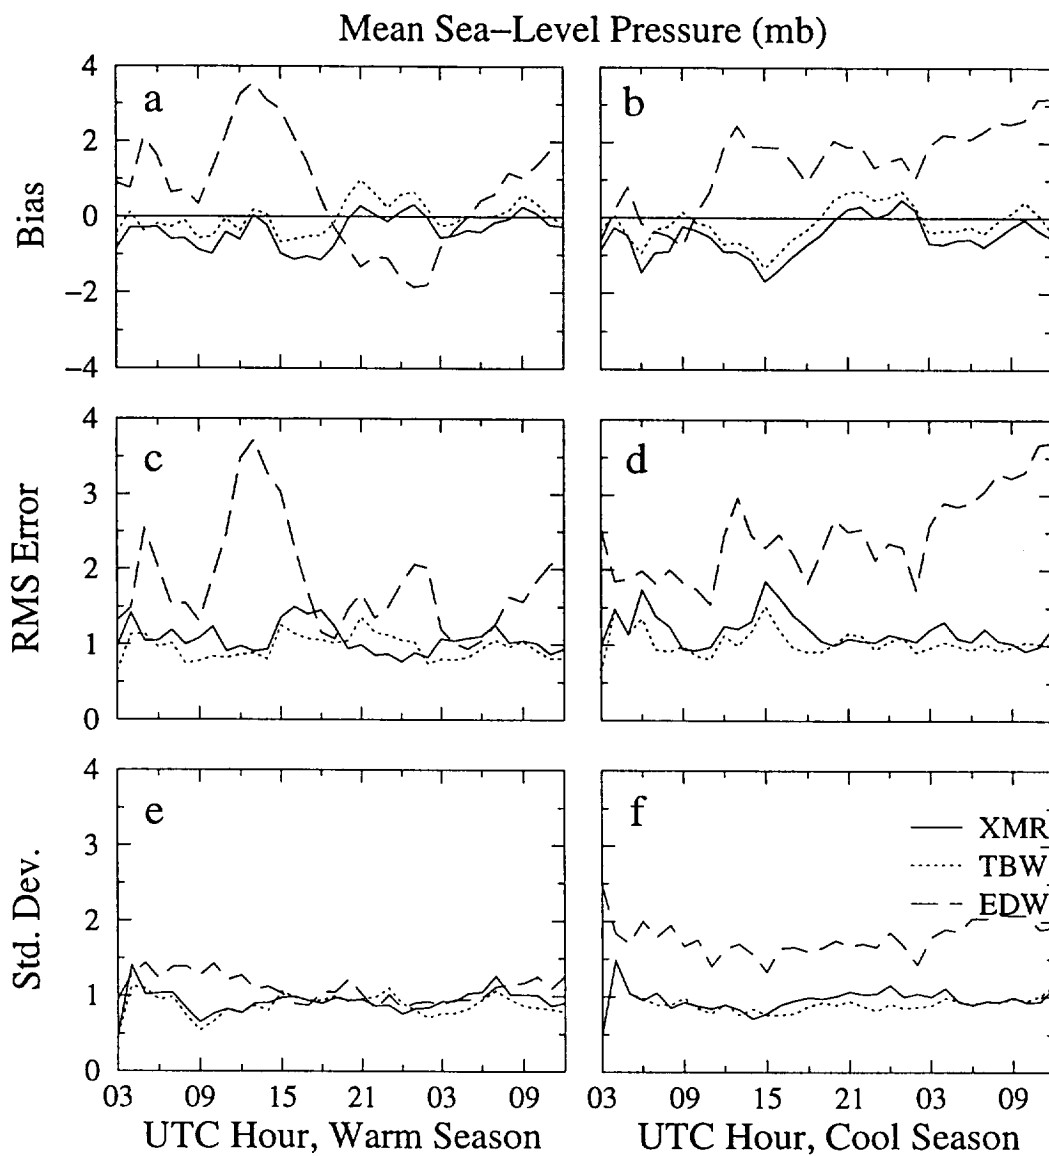 Mean Sea–Level Pressure (mb)
Bias
4
2
0
−2
−4
a
b
RMS Error
4
3
2
1
0
c
d
Std. Dev.
4
3
2
1
0
e
f
XMR
TBW
EDW
03 09 15 21 03 09
03 09 15 21 03 09
UTC Hour, Warm Season
UTC Hour, Cool Season